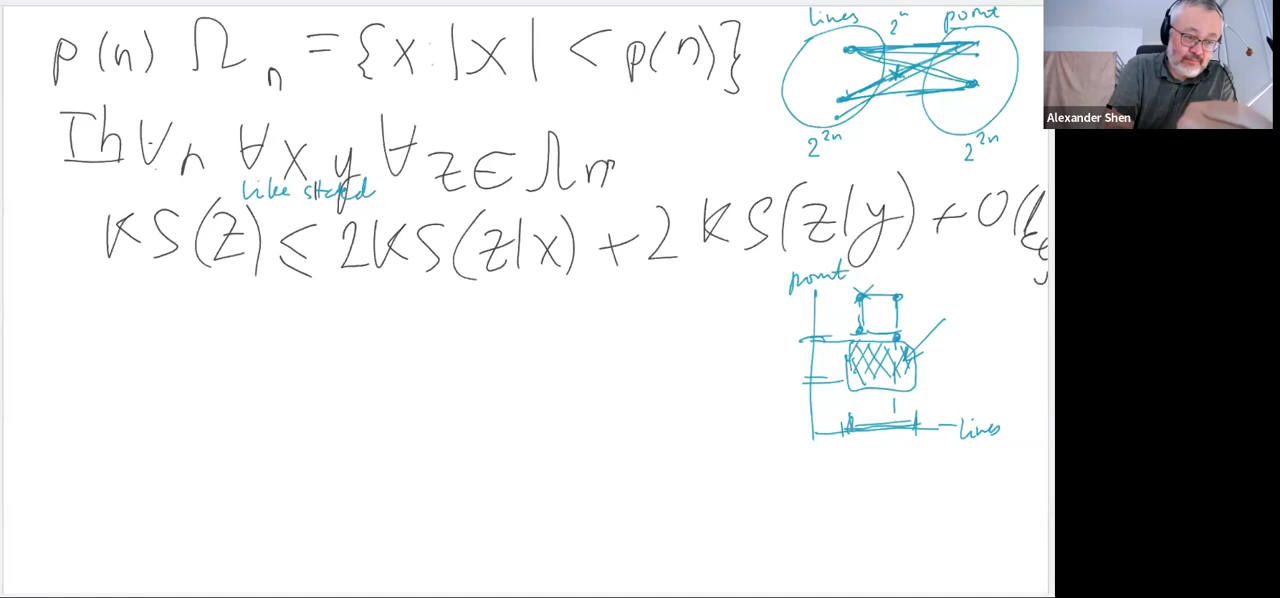 p(n) Ω_n = {x : |x| < p(n)}
Th ∀n ∀x,y ∀z ∈ Ω_n
like stated
KS(z) ≤ 2KS(z|x) + 2KS(z|y) + O(
lines 2^n point
2^{2n} 2^{2n}
point
lines
Alexander Shen